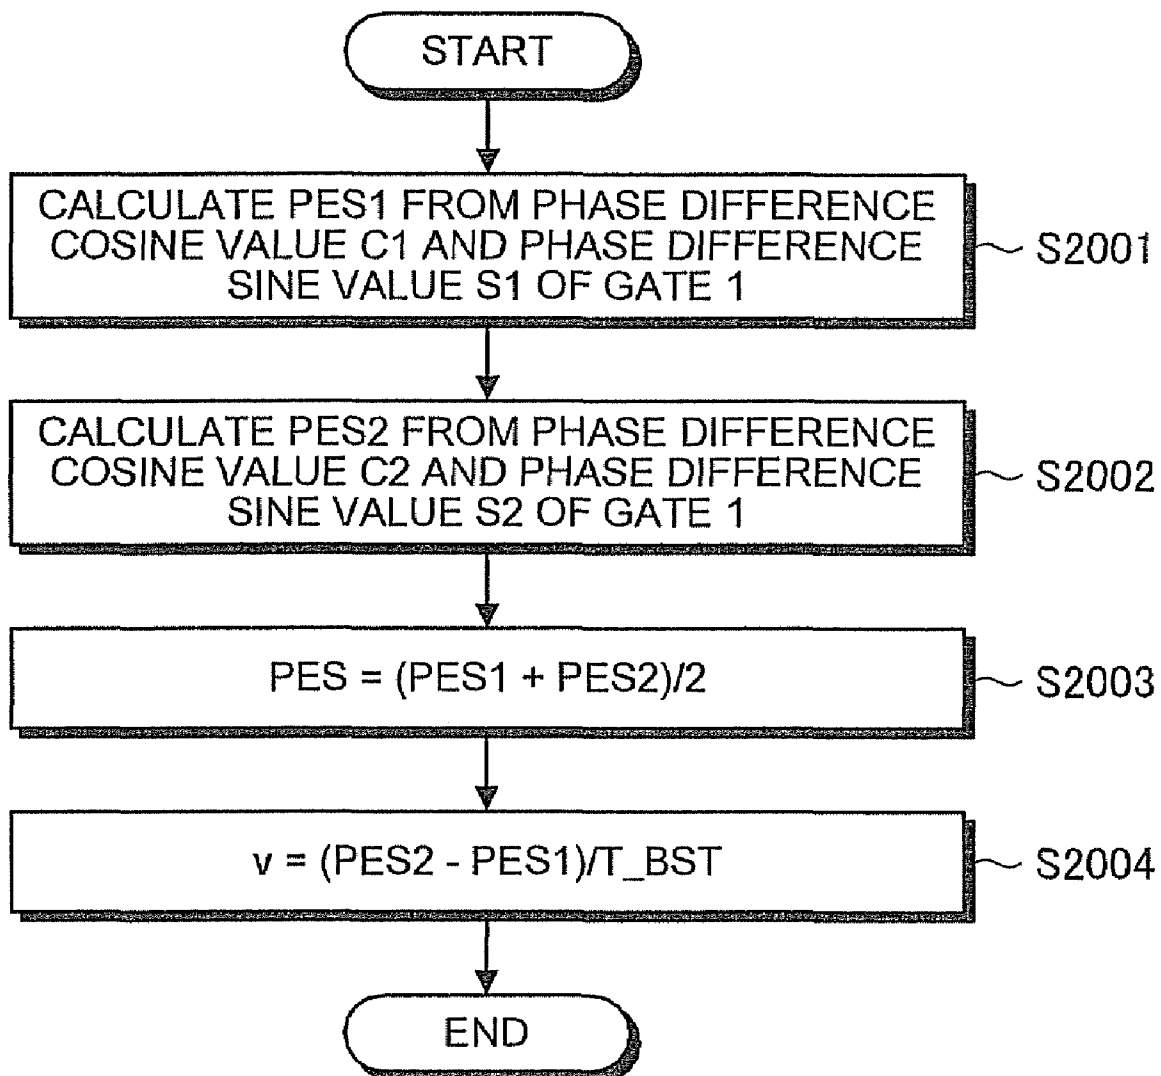 START
CALCULATE PES1 FROM PHASE DIFFERENCE
COSINE VALUE C1 AND PHASE DIFFERENCE
SINE VALUE S1 OF GATE 1
S2001
CALCULATE PES2 FROM PHASE DIFFERENCE
COSINE VALUE C2 AND PHASE DIFFERENCE
SINE VALUE S2 OF GATE 1
S2002
PES = (PES1 + PES2)/2
S2003
v = (PES2 - PES1)/T_BST
S2004
END